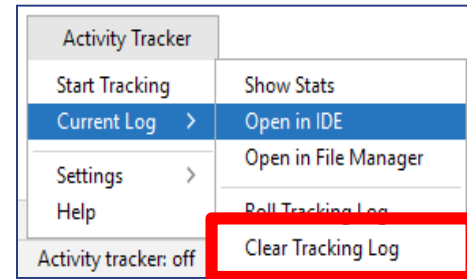 Activity Tracker
Start Tracking
Current Log >
Settings >
Help
Activity tracker: off
Show Stats
Open in IDE
Open in File Manager
Roll Tracking Log
Clear Tracking Log